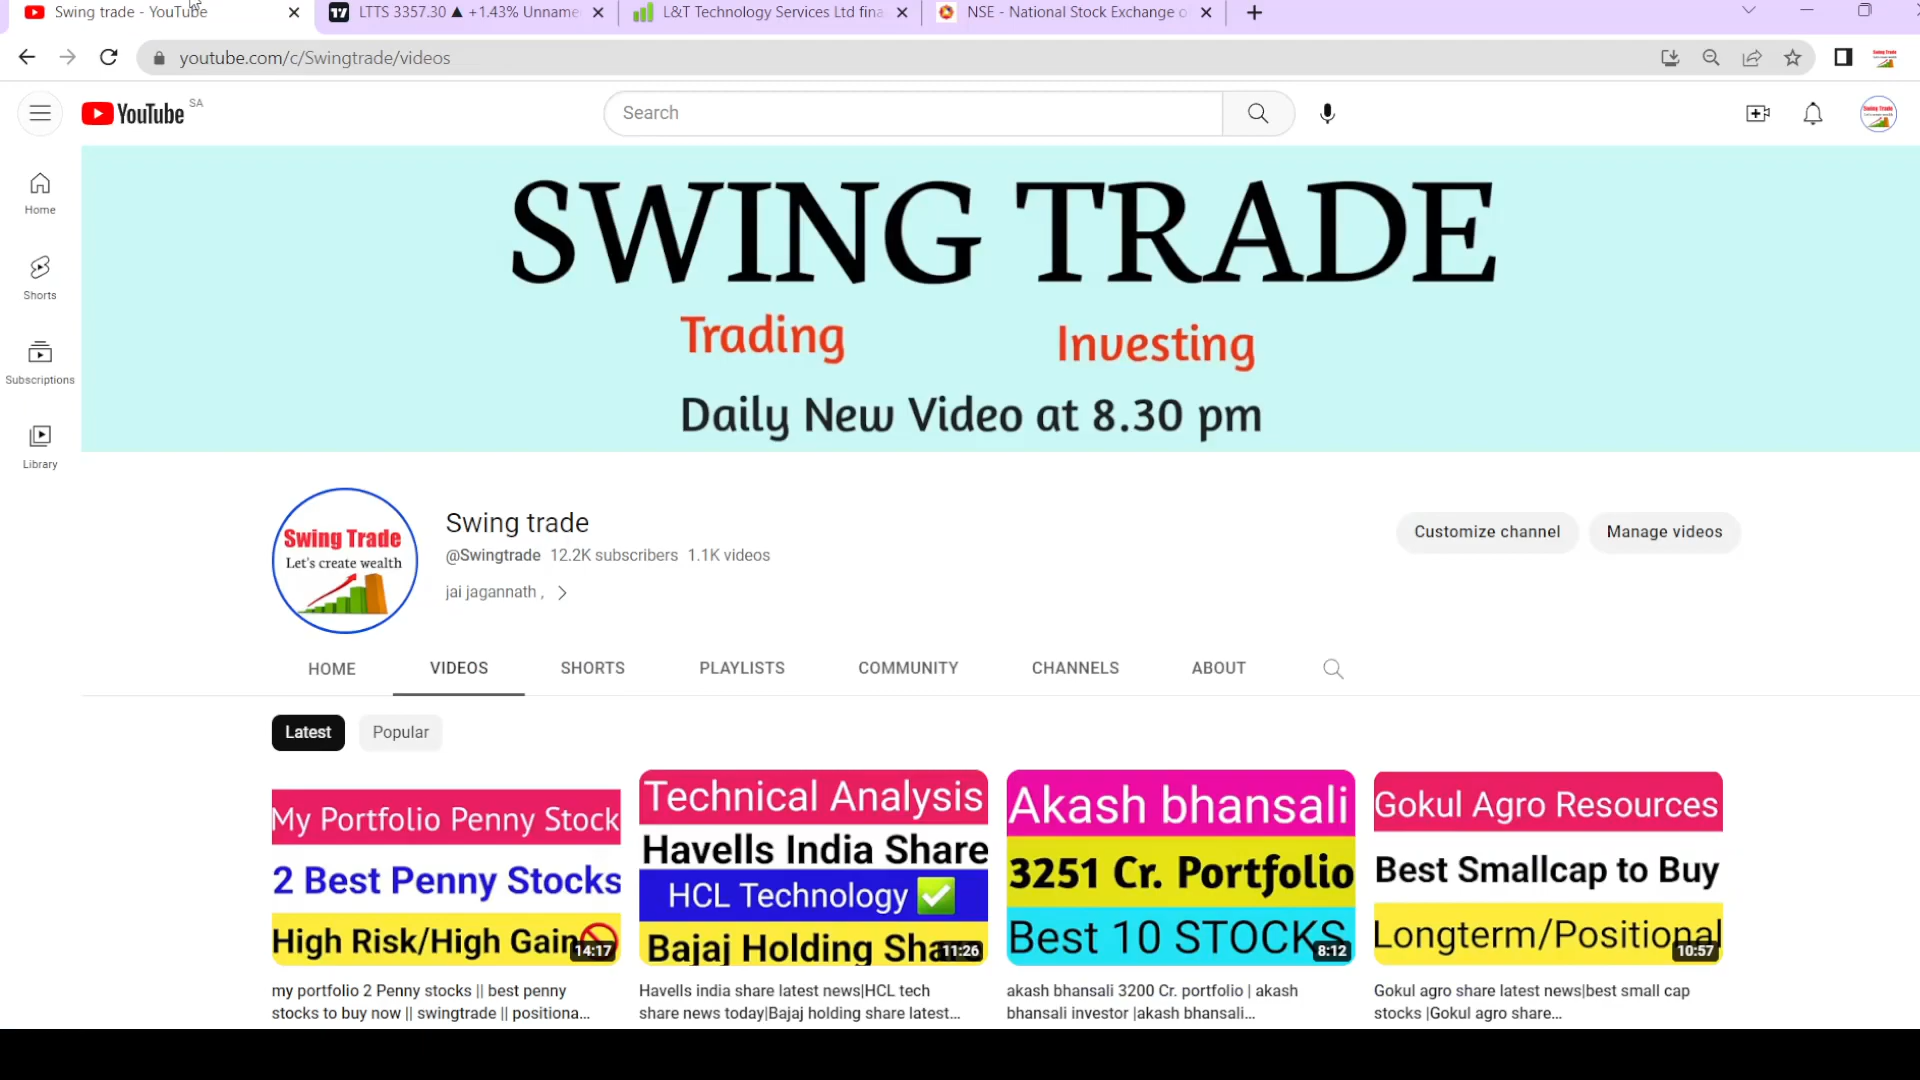 Swing trade - YouTube
LTTS 3357.30 ▲ +1.43% Unname
L&T Technology Services Ltd fina
NSE - National Stock Exchange o
youtube.com/c/Swingtrade/videos
YouTube SA
Search
Home
Shorts
Subscriptions
Library
SWING TRADE
Trading Investing
Daily New Video at 8.30 pm
Swing Trade
Let's create wealth
Swing trade
@Swingtrade 12.2K subscribers 1.1K videos
jai jagannath ,
Customize channel
Manage videos
HOME VIDEOS SHORTS PLAYLISTS COMMUNITY CHANNELS ABOUT
Latest Popular
My Portfolio Penny Stock
2 Best Penny Stocks
High Risk/High Gain
14:17
my portfolio 2 Penny stocks || best penny
stocks to buy now || swingtrade || positiona...
Technical Analysis
Havells India Share
HCL Technology ✅
Bajaj Holding Sha
11:26
Havells india share latest news|HCL tech
share news today|Bajaj holding share latest...
Akash bhansali
3251 Cr. Portfolio
Best 10 STOCKS
8:12
akash bhansali 3200 Cr. portfolio | akash
bhansali investor |akash bhansali...
Gokul Agro Resources
Best Smallcap to Buy
Longterm/Positional
10:57
Gokul agro share latest news|best small cap
stocks |Gokul agro share...